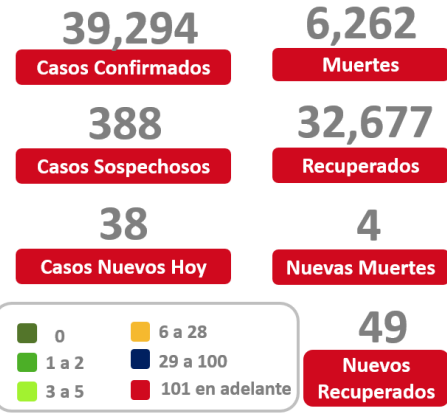 39,294
Casos Confirmados
6,262
Muertes
388
Casos Sospechosos
32,677
Recuperados
38
Casos Nuevos Hoy
4
Nuevas Muertes
0
1 a 2
3 a 5
6 a 28
29 a 100
101 en adelante
49
Nuevos
Recuperados